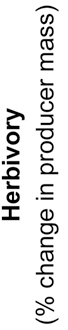 Herbivory
(% change in producer mass)